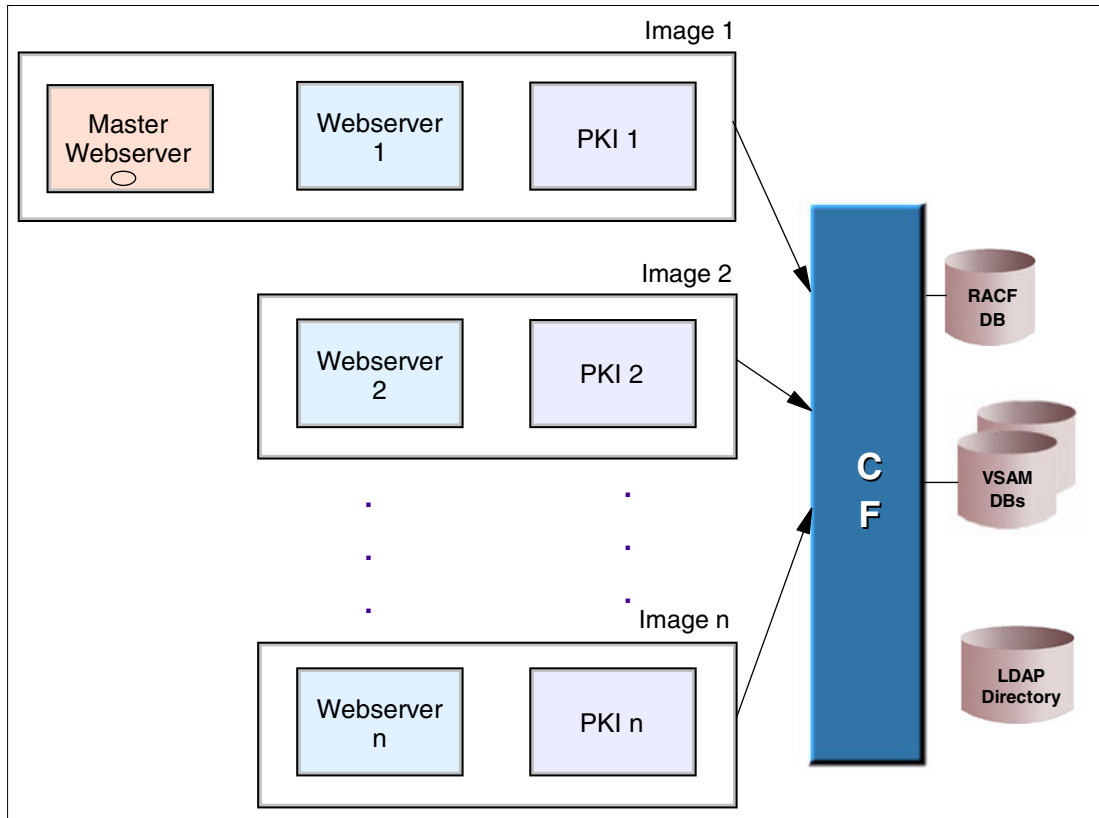 Image 1
Master
Webserver
Webserver
1
PKI 1
Image 2
Webserver
2
PKI 2
.
.
.
.
.
.
Image n
Webserver
n
PKI n
C
F
RACF
DB
VSAM
DBs
LDAP
Directory